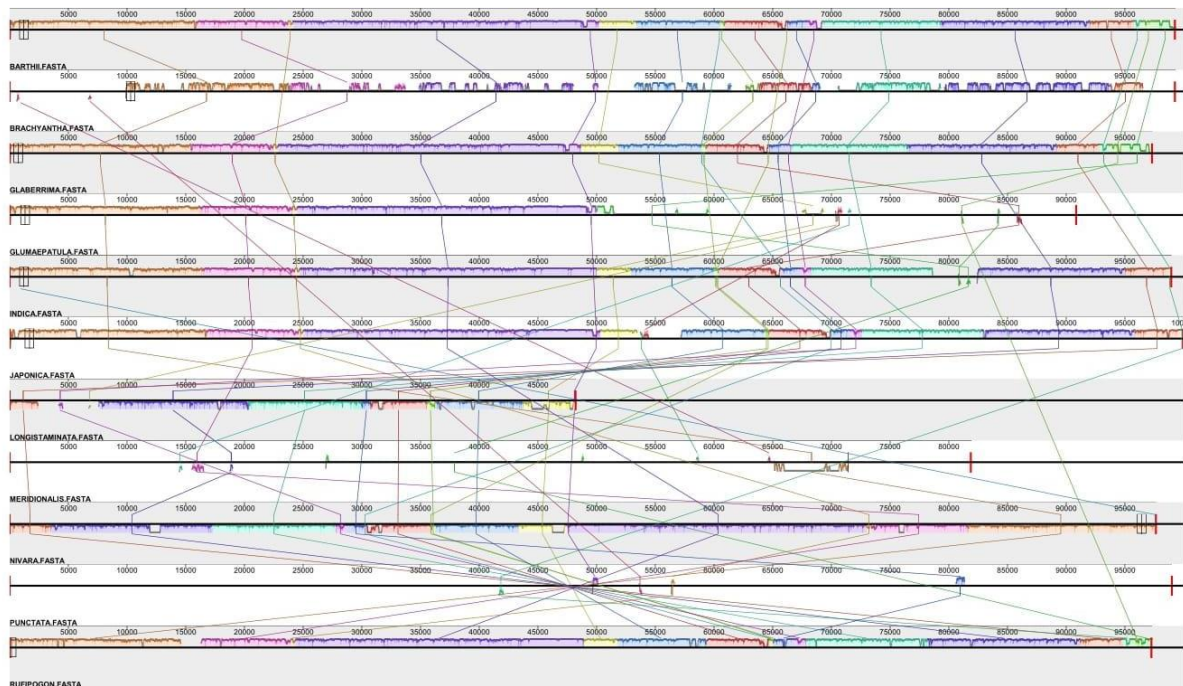 5000 10000 15000 20000 25000 30000 35000 40000 45000 50000 55000 60000 65000 70000 75000 80000 85000 90000 95000
BARTHII.FASTA
5000 10000 15000 20000 25000 30000 35000 40000 45000 50000 55000 60000 65000 70000 75000 80000 85000 90000 95000
BRACHYANTHA.FASTA
5000 10000 15000 20000 25000 30000 35000 40000 45000 50000 55000 60000 65000 70000 75000 80000 85000 90000 95000
GLABERRIMA.FASTA
5000 10000 15000 20000 25000 30000 35000 40000 45000 50000 55000 60000 65000 70000 75000 80000 85000 90000
GLUMAEPATULA.FASTA
5000 10000 15000 20000 25000 30000 35000 40000 45000 50000 55000 60000 65000 70000 75000 80000 85000 90000 95000
INDICA.FASTA
5000 10000 15000 20000 25000 30000 35000 40000 45000 50000 55000 60000 65000 70000 75000 80000 85000 90000 95000
JAPONICA.FASTA
5000 10000 15000 20000 25000 30000 35000 40000 45000
LONGISTAMINATA.FASTA
5000 10000 15000 20000 25000 30000 35000 40000 45000 50000 55000 60000 65000 70000 75000 80000
MERIDIONALIS.FASTA
5000 10000 15000 20000 25000 30000 35000 40000 45000 50000 55000 60000 65000 70000 75000 80000 85000 90000 95000
NIVARA.FASTA
5000 10000 15000 20000 25000 30000 35000 40000 45000 50000 55000 60000 65000 70000 75000 80000 85000 90000 95000
PUNCTATA.FASTA
5000 10000 15000 20000 25000 30000 35000 40000 45000 50000 55000 60000 65000 70000 75000 80000 85000 90000 95000
RUFIPOGON.FASTA